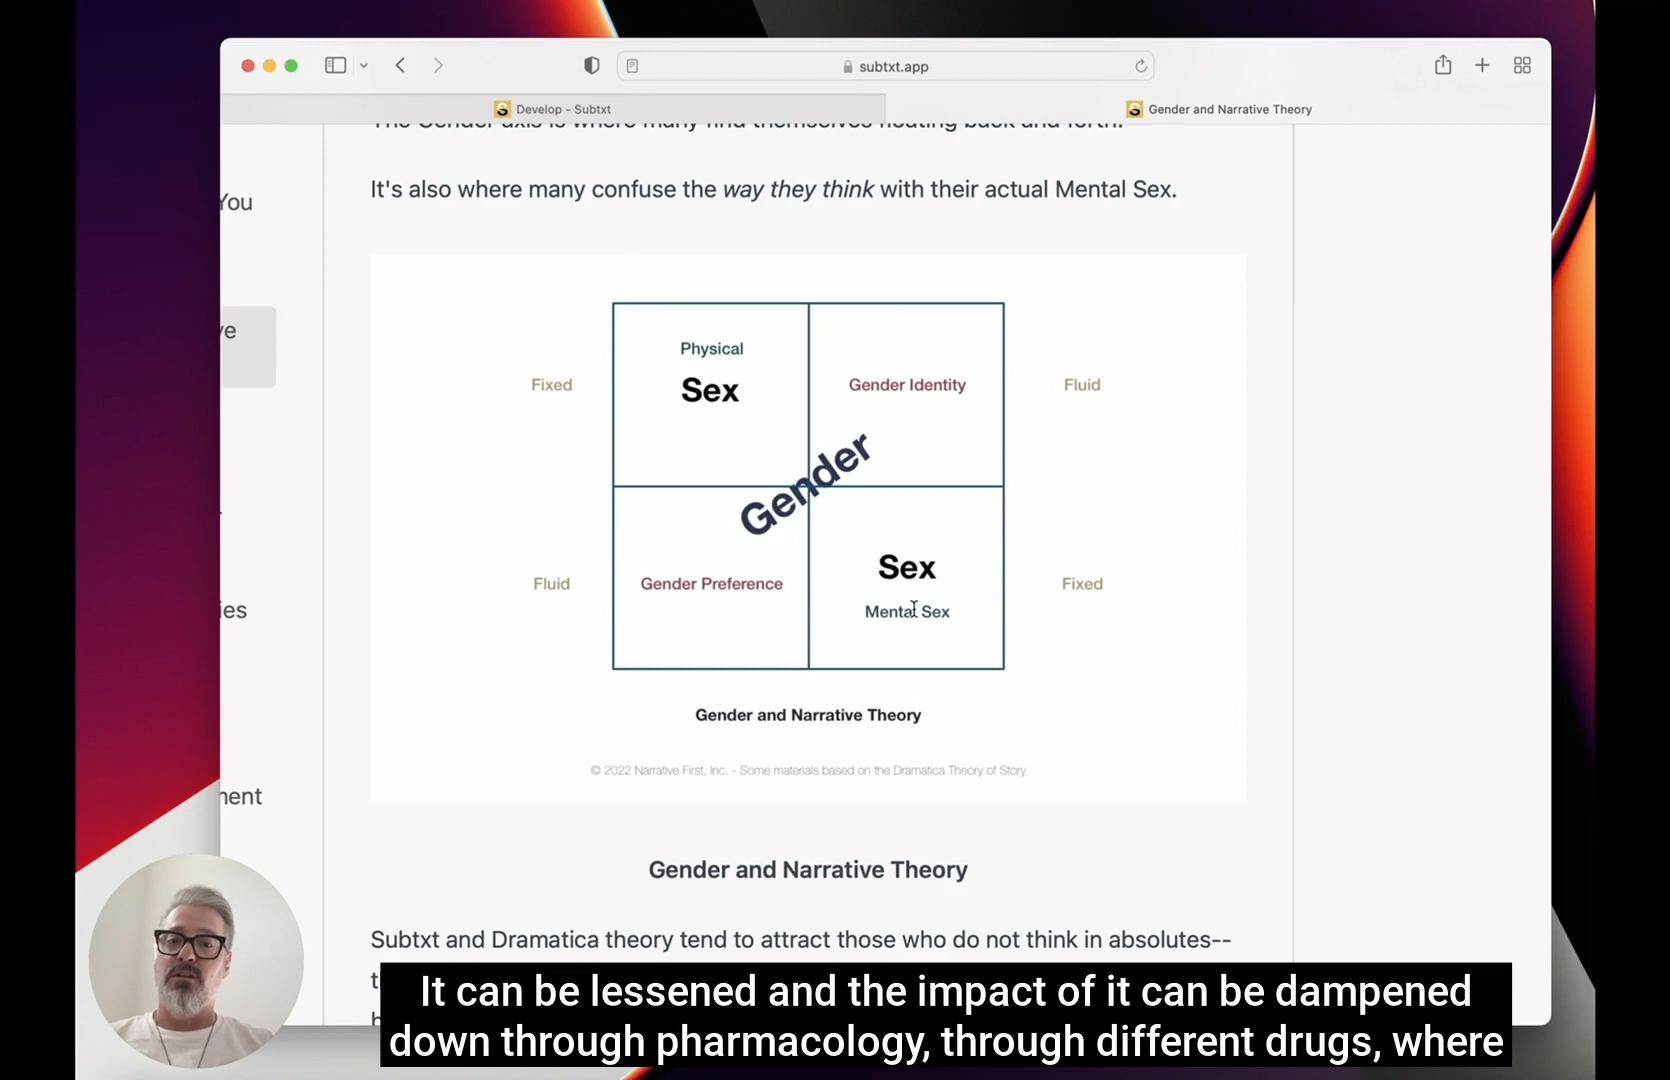 subtxt.app
Develop - Subtxt
Gender and Narrative Theory
It's also where many confuse the way they think with their actual Mental Sex.
You
Physical
Sex
Fixed
Gender Identity
Fluid
Gender
Fluid
Gender Preference
Sex
Mental Sex
Fixed
Gender and Narrative Theory
© 2022 Narrative First, Inc. - Some materials based on the Dramatica Theory of Story
Gender and Narrative Theory
Subtxt and Dramatica theory tend to attract those who do not think in absolutes--
It can be lessened and the impact of it can be dampened
down through pharmacology, through different drugs, where